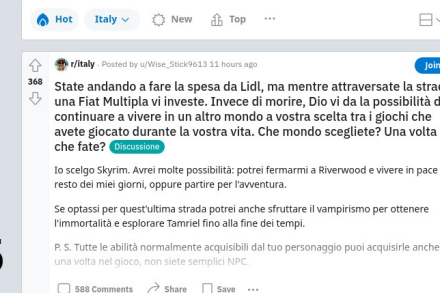 Hot Italy New Top ...
r/italy · Posted by u/Wise_Stick9613 11 hours ago
Join
368
State andando a fare la spesa da Lidl, ma mentre attraversate la
una Fiat Multipla vi investe. Invece di morire, Dio vi da la possibilità
continuare a vivere in un altro mondo a vostra scelta tra i giochi che
avete giocato durante la vostra vita. Che mondo scegliete? Una volta
che fate? Discussione
Io scelgo Skyrim. Avrei molte possibilità: potrei fermarmi a Riverwood e vivere in pace
resto dei miei giorni, oppure partire per l'avventura.
Se optassi per quest'ultima strada potrei anche sfruttare il vampirismo per ottenere
l'immortalità e esplorare Tamriel fino alla fine dei tempi.
P. S. Tutte le abilità normalmente acquisibili dal tuo personaggio puoi acquisirle anche
una volta nel gioco, non siete semplici NPC.
588 Comments Share Save ...